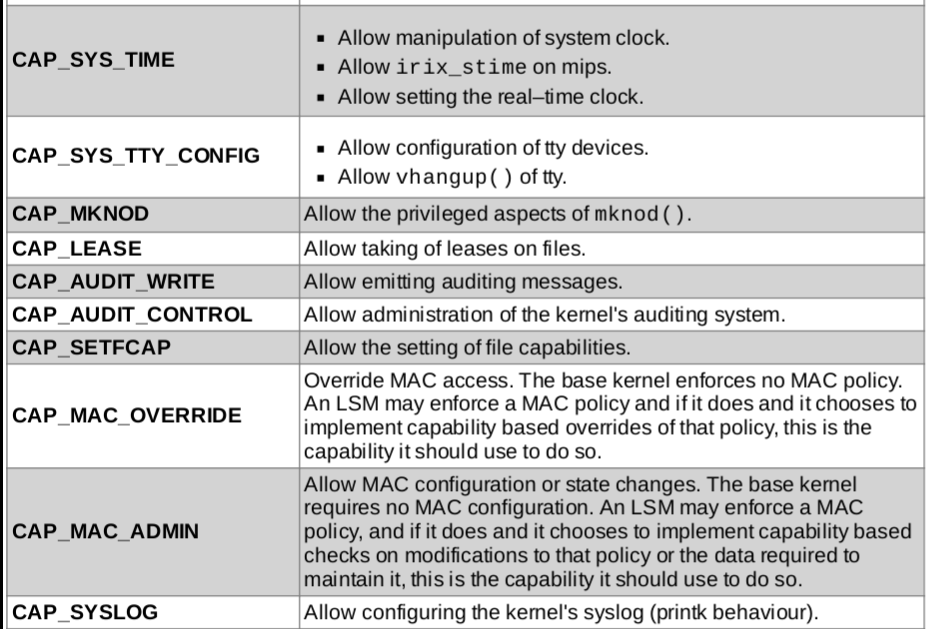 CAP_SYS_TIME
▪ Allow manipulation of system clock.
▪ Allow irix_stime on mips.
▪ Allow setting the real–time clock.
CAP_SYS_TTY_CONFIG
▪ Allow configuration of tty devices.
▪ Allow vhangup() of tty.
CAP_MKNOD
Allow the privileged aspects of mknod().
CAP_LEASE
Allow taking of leases on files.
CAP_AUDIT_WRITE
Allow emitting auditing messages.
CAP_AUDIT_CONTROL
Allow administration of the kernel's auditing system.
CAP_SETFCAP
Allow the setting of file capabilities.
CAP_MAC_OVERRIDE
Override MAC access. The base kernel enforces no MAC policy.
An LSM may enforce a MAC policy and if it does and it chooses to
implement capability based overrides of that policy, this is the
capability it should use to do so.
CAP_MAC_ADMIN
Allow MAC configuration or state changes. The base kernel
requires no MAC configuration. An LSM may enforce a MAC
policy, and if it does and it chooses to implement capability based
checks on modifications to that policy or the data required to
maintain it, this is the capability it should use to do so.
CAP_SYSLOG
Allow configuring the kernel's syslog (printk behaviour).